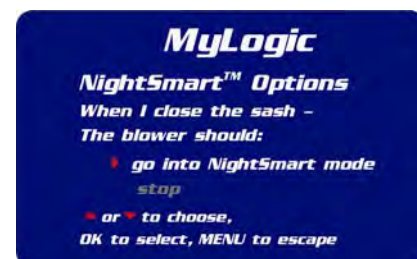 MyLogic
NightSmart™ Options
When I close the sash –
The blower should:
go into NightSmart mode
stop
or to choose,
OK to select, MENU to escape